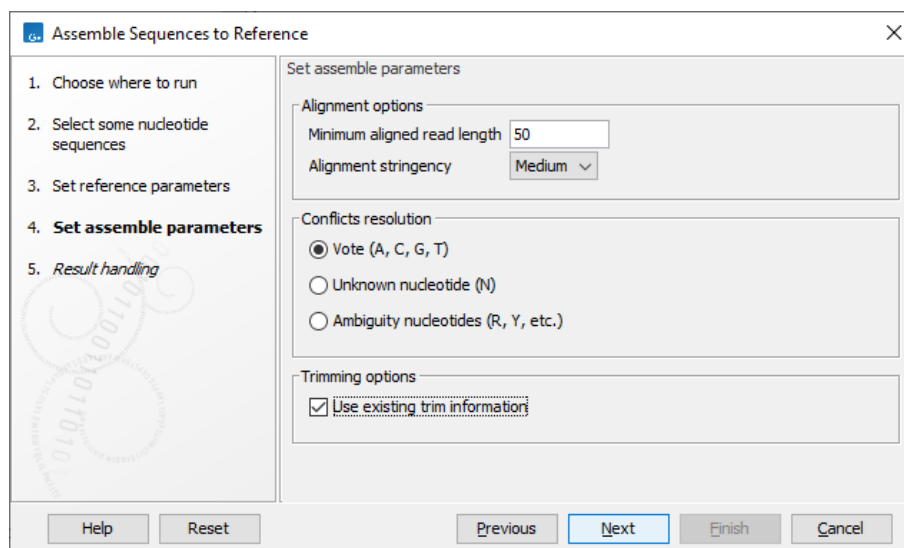 Assemble Sequences to Reference
1. Choose where to run
2. Select some nucleotide
sequences
3. Set reference parameters
4. Set assemble parameters
5. Result handling
Set assemble parameters
Alignment options
Minimum aligned read length 50
Alignment stringency Medium
Conflicts resolution
Vote (A, C, G, T)
Unknown nucleotide (N)
Ambiguity nucleotides (R, Y, etc.)
Trimming options
Use existing trim information
Help Reset Previous Next Finish Cancel